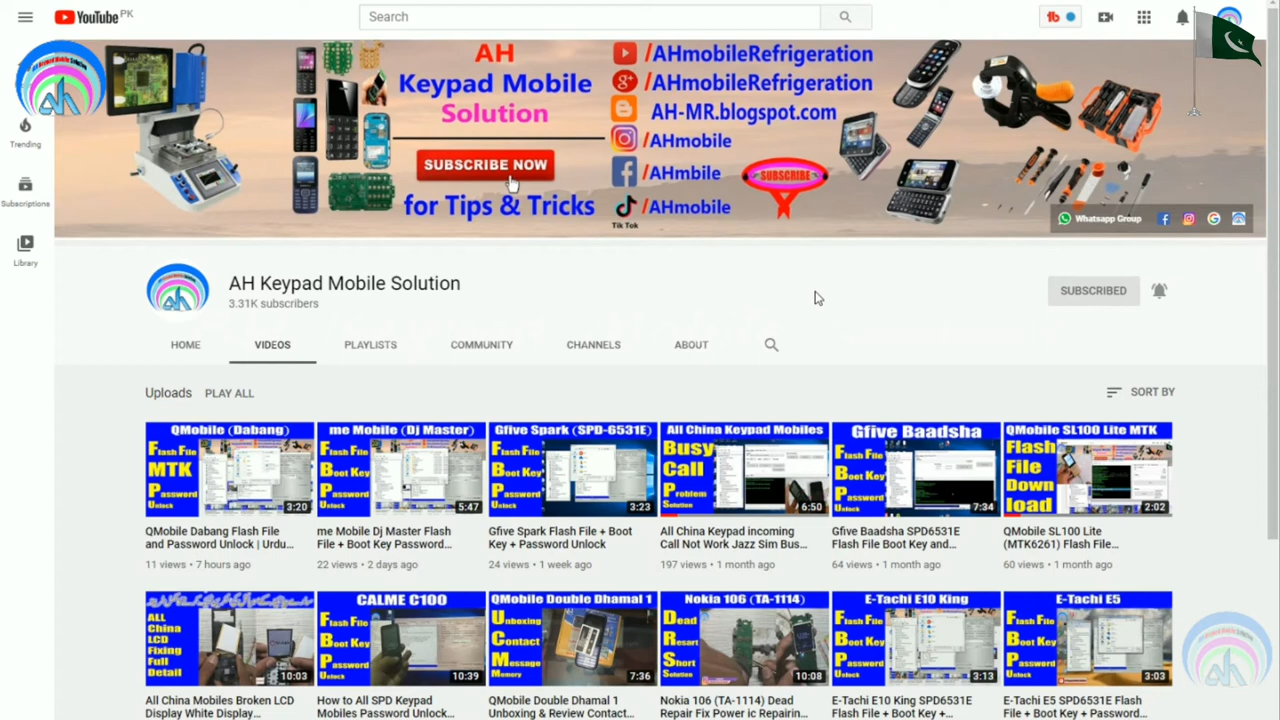 YouTube PK
Search
AH
Keypad Mobile
Solution
SUBSCRIBE NOW
for Tips & Tricks
/AHmobileRefrigeration
/AHmobileRefrigeration
AH-MR.blogspot.com
/AHmobile
/AHmbile
/AHmobile
Tik Tok
SUBSCRIBE
Whatsapp Group
Trending
Subscriptions
Library
AH Keypad Mobile Solution
3.31K subscribers
SUBSCRIBED
HOME VIDEOS PLAYLISTS COMMUNITY CHANNELS ABOUT
Uploads PLAY ALL
SORT BY
QMobile (Dabang)
Flash File
MTK
Password
Unlock
3:20
QMobile Dabang Flash File
and Password Unlock | Urdu...
11 views • 7 hours ago
me Mobile (Dj Master)
Flash File
Boot Key
Password
Unlock
5:47
me Mobile Dj Master Flash
File + Boot Key Password...
22 views • 2 days ago
Gfive Spark (SPD-6531E)
Flash File
Boot Key
Password
Unlock
3:23
Gfive Spark Flash File + Boot
Key + Password Unlock
24 views • 1 week ago
All China Keypad Mobiles
Busy
Call
Problem
Solution
6:50
All China Keypad incoming
Call Not Work Jazz Sim Bus...
197 views • 1 month ago
Gfive Baadsha
Flash File
Boot Key
Password
Unlock
7:34
Gfive Baadsha SPD6531E
Flash File Boot Key and...
64 views • 1 month ago
QMobile SL100 Lite MTK
Flash
File
Down
load
2:02
QMobile SL100 Lite
(MTK6261) Flash File...
60 views • 1 month ago
ALL
China
LCD
Fixing
Full
Detail
10:03
All China Mobiles Broken LCD
Display White Display...
CALME C100
Flash File
Boot Key
Password
Unlock
10:39
How to All SPD Keypad
Mobiles Password Unlock...
QMobile Double Dhamal 1
Unboxing
Contact
Message
Memory
7:36
QMobile Double Dhamal 1
Unboxing & Review Contact...
Nokia 106 (TA-1114)
Dead
Resart
Short
Solution
10:08
Nokia 106 (TA-1114) Dead
Repair Fix Power ic Repairin...
E-Tachi E10 King
Flash File
Boot Key
Password
Unlock
3:13
E-Tachi E10 King SPD6531E
Flash File + Boot Key +...
E-Tachi E5
Flash File
Boot Key
Password
Unlock
3:03
E-Tachi E5 SPD6531E Flash
File + Boot Key + Password...